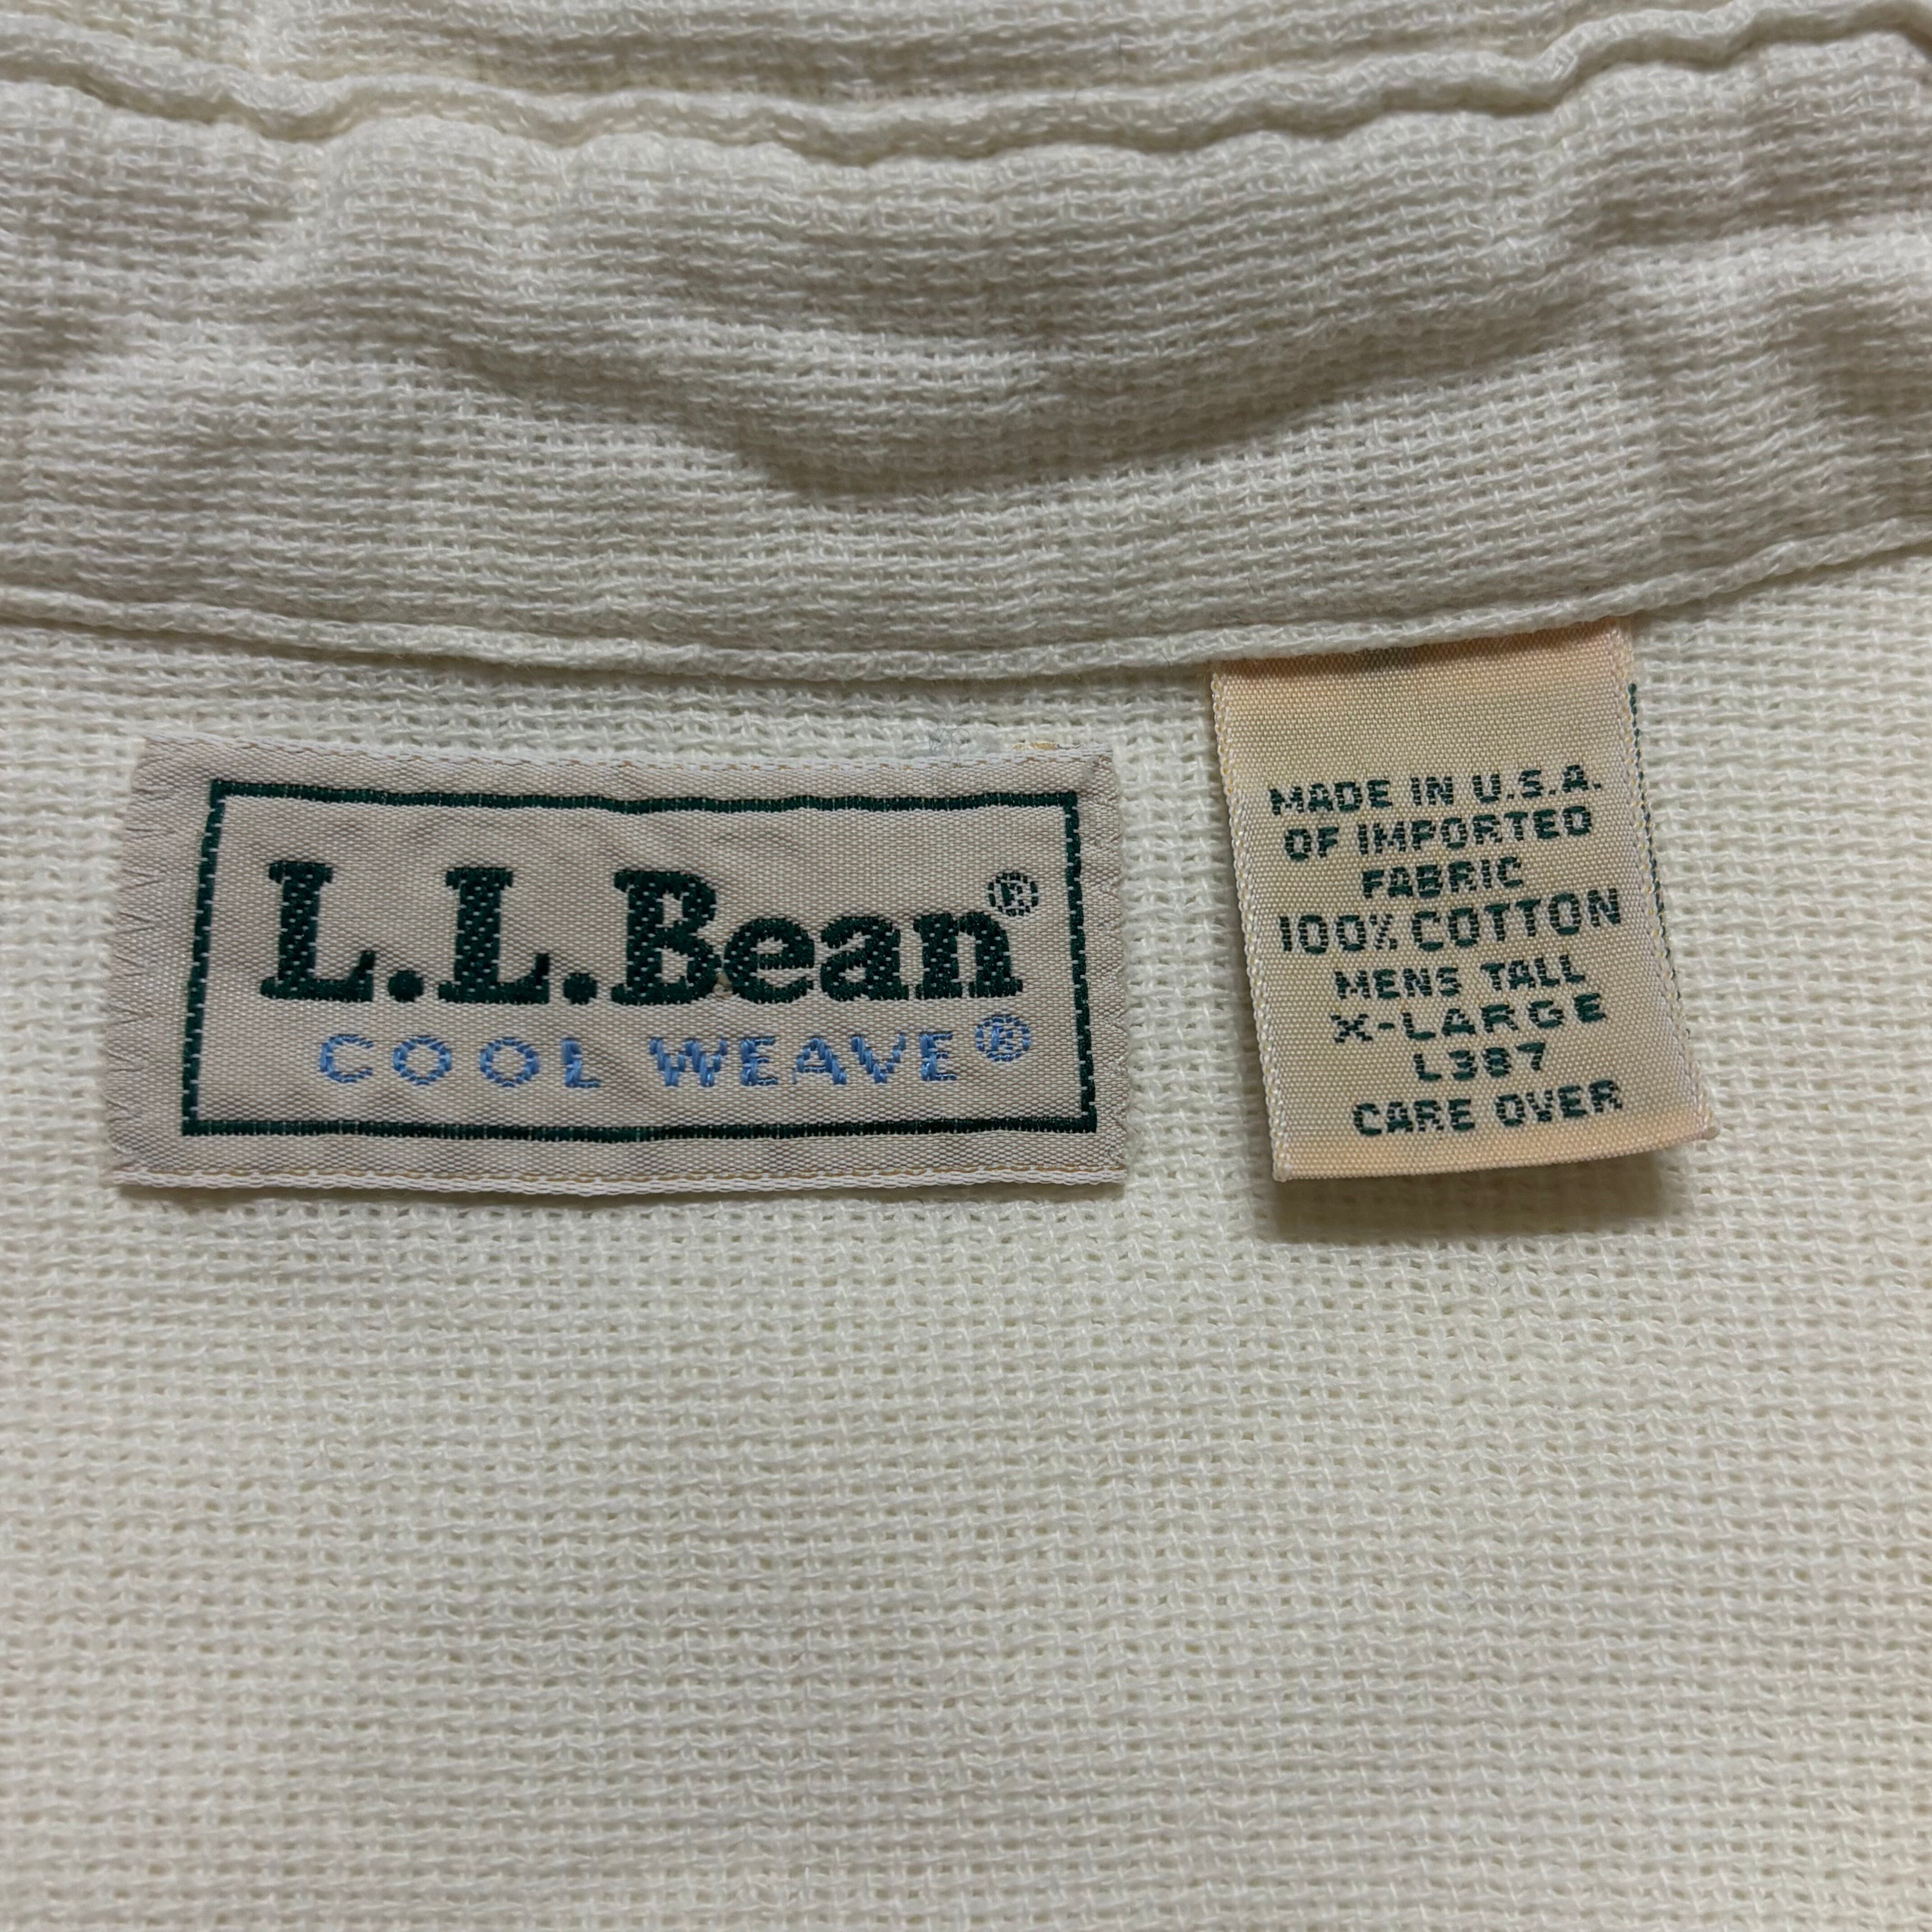 L.L.Bean®
COOL WEAVE®
MADE IN U.S.A.
OF IMPORTED
FABRIC
100% COTTON
MENS TALL
X-LARGE
L387
CARE OVER